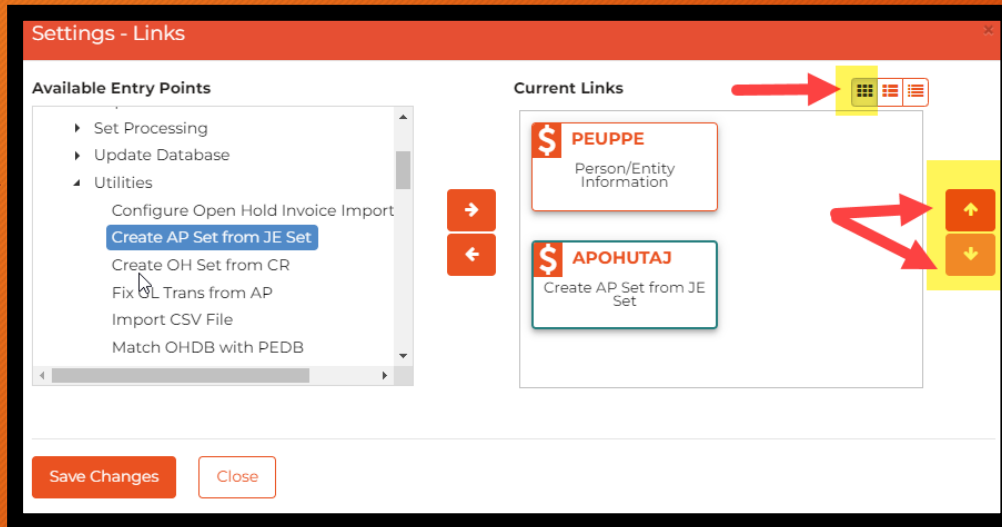 Settings - Links
×
Available Entry Points
Set Processing
Update Database
Utilities
Configure Open Hold Invoice Import
Create AP Set from JE Set
Create OH Set from CR
Fix GL Trans from AP
Import CSV File
Match OHDB with PEDB
Current Links
$ PEUPPE
Person/Entity
Information
$ APOHUTAJ
Create AP Set from JE
Set
Save Changes
Close